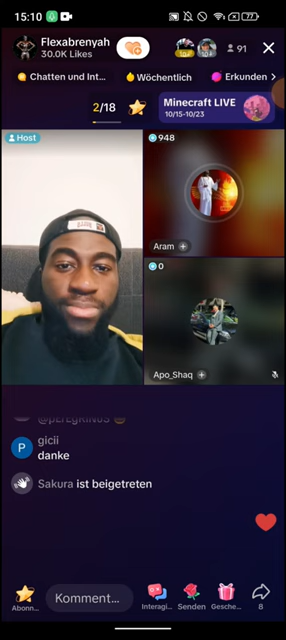 15:10
77
Flexabrenyah
30.0K Likes
91
Chatten und Int...
Wöchentlich
Erkunden
2/18
Minecraft LIVE
10/15-10/23
Host
948
Aram
0
Apo_Shaq
gicii
P
danke
Sakura ist beigetreten
Abonn...
Komment...
Interagi...
Senden
Gesche...
8